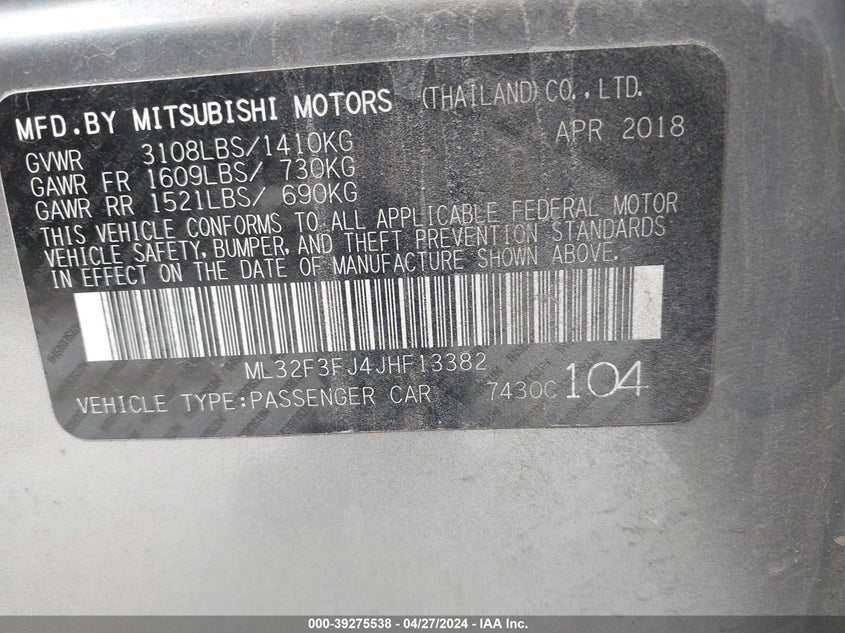 MFD.BY MITSUBISHI MOTORS (THAILAND)CO.,LTD.
GVWR 3108LBS/1410KG APR 2018
GAWR FR 1609LBS/ 730KG
GAWR RR 1521LBS/ 690KG
THIS VEHICLE CONFORMS TO ALL APPLICABLE FEDERAL MOTOR
VEHICLE SAFETY, BUMPER, AND THEFT PREVENTION STANDARDS
IN EFFECT ON THE DATE OF MANUFACTURE SHOWN ABOVE.
ML32F3FJ4JHF13382
VEHICLE TYPE:PASSENGER CAR 7430C 104
000-39275538 - 04/27/2024 - IAA Inc.